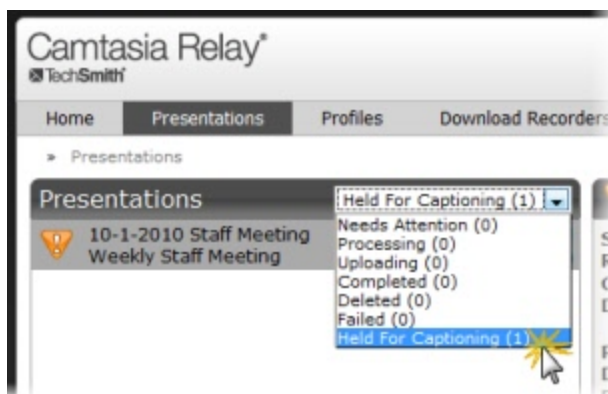 Camtasia Relay®
TechSmith®
Home Presentations Profiles Download Recorders
» Presentations
Presentations Held For Captioning (1)
10-1-2010 Staff Meeting
Weekly Staff Meeting
Needs Attention (0)
Processing (0)
Uploading (0)
Completed (0)
Deleted (0)
Failed (0)
Held For Captioning (1)